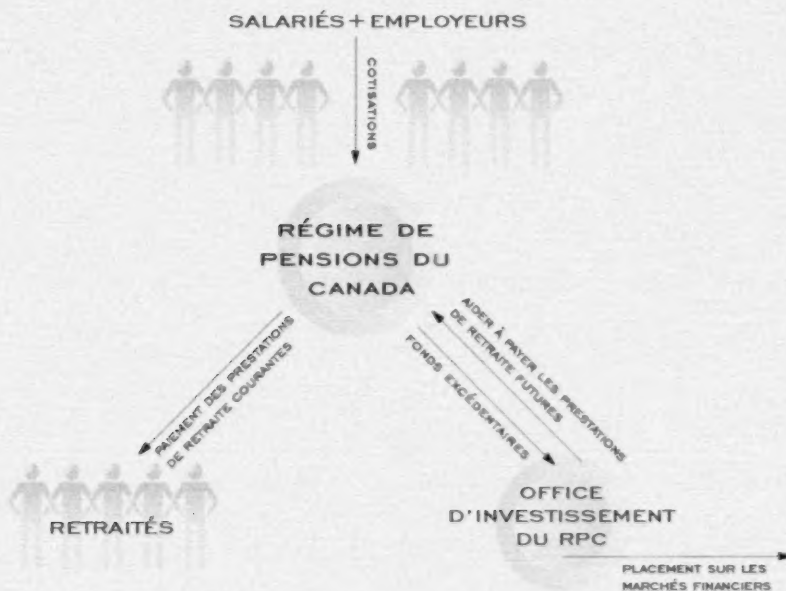 SALARIÉS + EMPLOYEURS
COTISATIONS
RÉGIME DE
PENSIONS DU
CANADA
PAIEMENT DES PRESTATIONS
DE RETRAITE COURANTES
FONDS EXCÉDENTAIRES
AIDER À PAYER LES PRESTATIONS
DE RETRAITE FUTURES
RETRAITÉS
OFFICE
D'INVESTISSEMENT
DU RPC
PLACEMENT SUR LES
MARCHÉS FINANCIERS